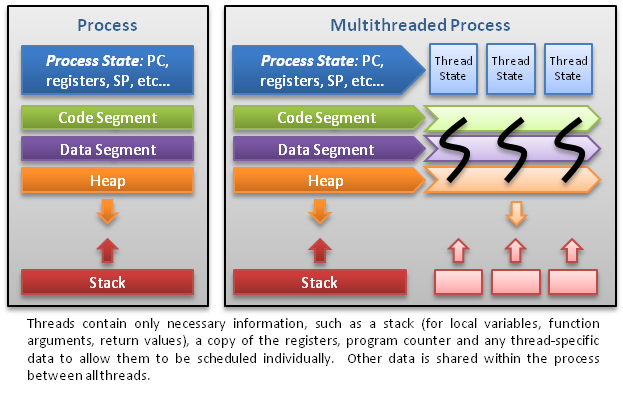 Process
Process State: PC,
registers, SP, etc...
Code Segment
Data Segment
Heap
Stack
Multithreaded Process
Process State: PC,
registers, SP, etc...
Thread
State
Thread
State
Thread
State
Code Segment
Data Segment
Heap
Stack
Threads contain only necessary information, such as a stack (for local variables, function
arguments, return values), a copy of the registers, program counter and any thread-specific
data to allow them to be scheduled individually. Other data is shared within the process
between all threads.